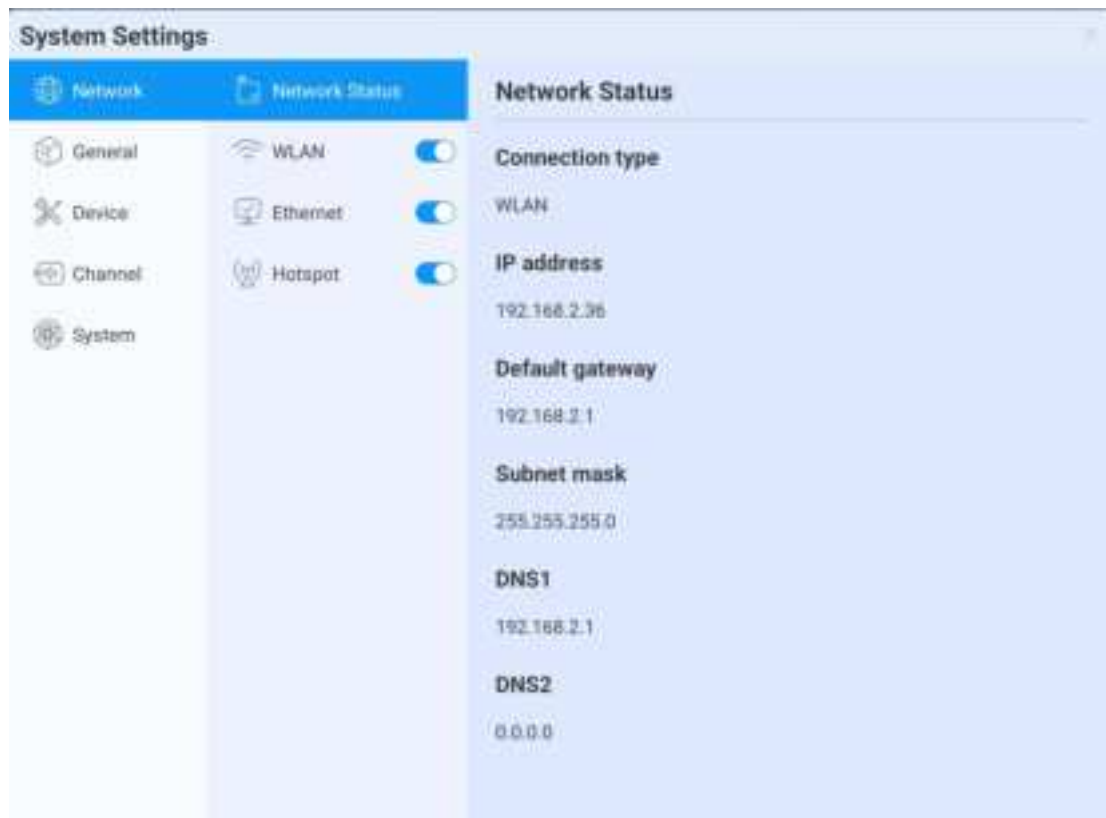 System Settings
Network
General
Device
Channel
System
Network Status
WLAN
Ethernet
Hotspot
Network Status
Connection type
WLAN
IP address
192.168.2.36
Default gateway
192.168.2.1
Subnet mask
255.255.255.0
DNS1
192.168.2.1
DNS2
0.0.0.0